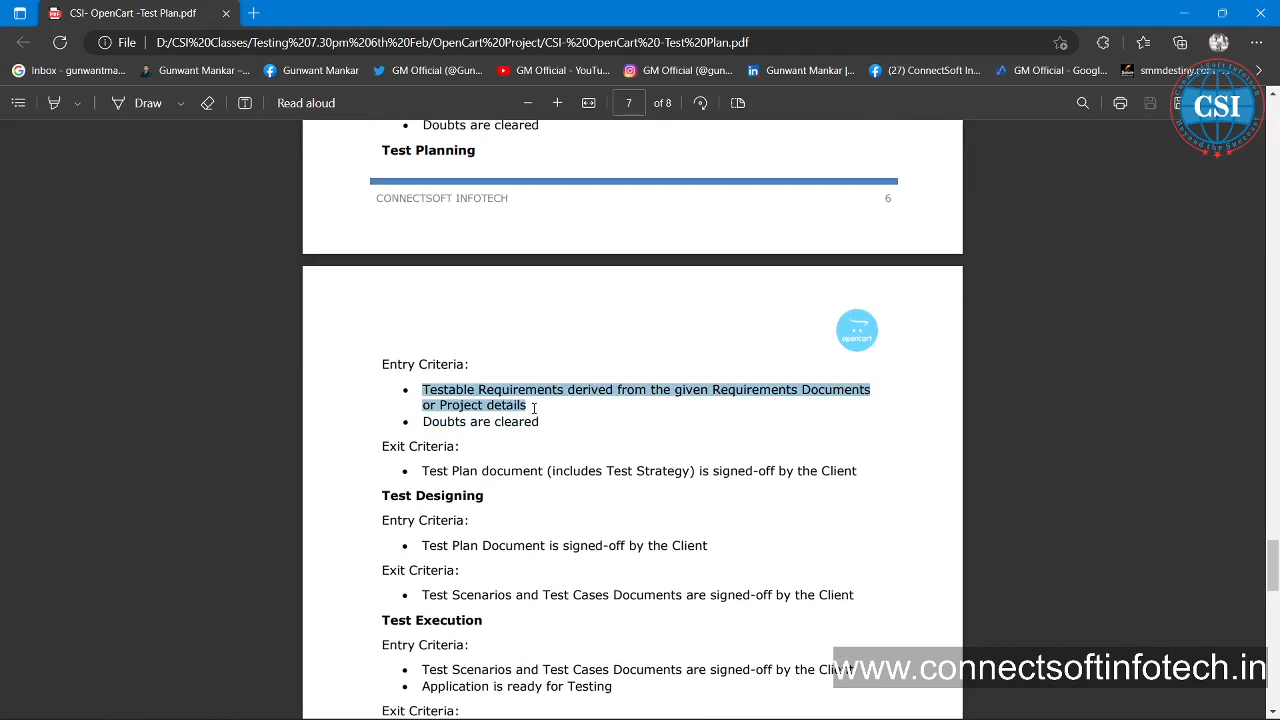 CSI- OpenCart -Test Plan.pdf
File
D:/CSI%20Classes/Testing%207.30pm%206th%20Feb/OpenCart%20Project/CSI-%20OpenCart%20-Test%20Plan.pdf
Inbox - gunwantma...
Gunwant Mankar –...
Gunwant Mankar
GM Official (@Gun...
GM Official - YouTu...
GM Official (@gun...
Gunwant Mankar |...
(27) ConnectSoft In...
GM Official - Googl...
smmdestiny.com
Draw
Read aloud
7 of 8
CSI
Doubts are cleared
Test Planning
CONNECTSOFT INFOTECH 6
opencart
Entry Criteria:
• Testable Requirements derived from the given Requirements Documents
or Project details
• Doubts are cleared
Exit Criteria:
• Test Plan document (includes Test Strategy) is signed-off by the Client
Test Designing
Entry Criteria:
• Test Plan Document is signed-off by the Client
Exit Criteria:
• Test Scenarios and Test Cases Documents are signed-off by the Client
Test Execution
Entry Criteria:
• Test Scenarios and Test Cases Documents are signed-off by the Client
• Application is ready for Testing
Exit Criteria:
www.connectsoftinfotech.in